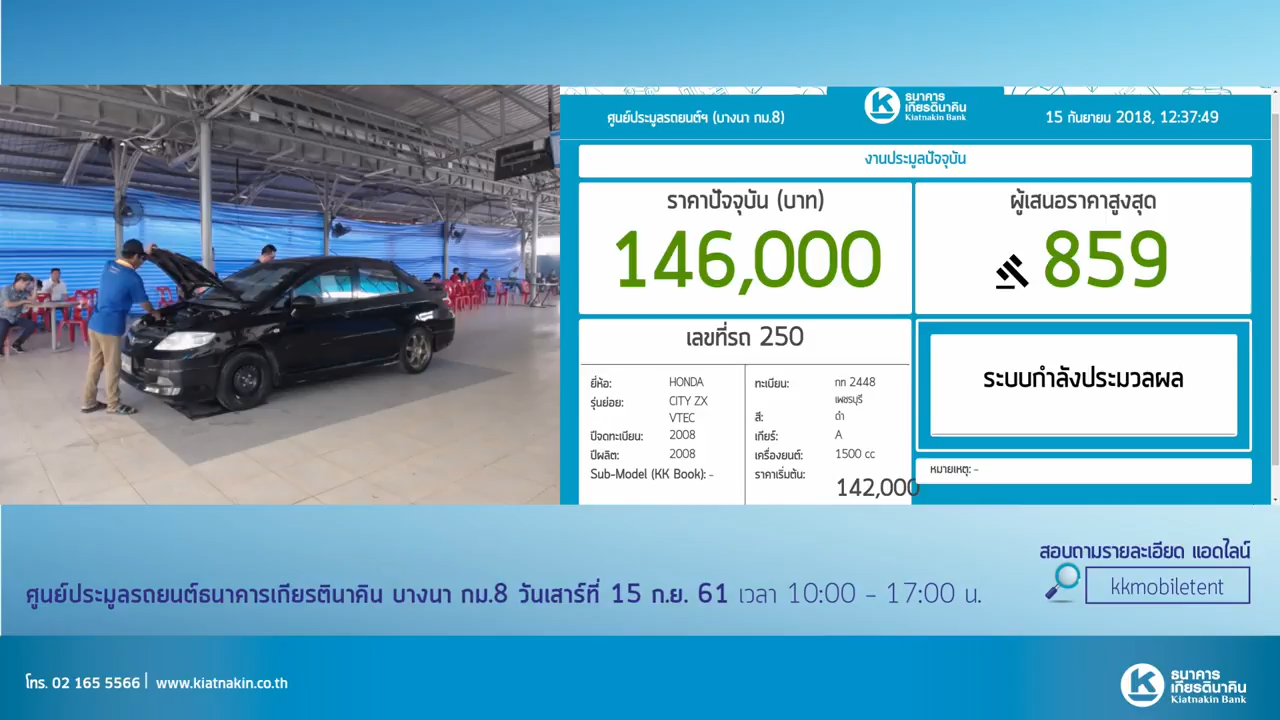 ศูนย์ประมูลรถยนต์ฯ (บางนา กม.8)
ธนาคาร
เกียรตินาคิน
Kiatnakin Bank
15 กันยายน 2018, 12:37:49
งานประมูลปัจจุบัน
ราคาปัจจุบัน (บาท)
146,000
ผู้เสนอราคาสูงสุด
859
เลขที่รถ 250
ยี่ห้อ: HONDA
รุ่นย่อย: CITY ZX
VTEC
ปีจดทะเบียน: 2008
ปีผลิต: 2008
Sub-Model (KK Book): -
ทะเบียน: กท 2448
เพชรบุรี
สี: ดำ
เกียร์: A
เครื่องยนต์: 1500 cc
ราคาเริ่มต้น:
142,000
ระบบกำลังประมวลผล
หมายเหตุ: -
สอบถามรายละเอียด แอดไลน์
kkmobiletent
ศูนย์ประมูลรถยนต์ธนาคารเกียรตินาคิน บางนา กม.8 วันเสาร์ที่ 15 ก.ย. 61 เวลา 10:00 - 17:00 น.
โทร. 02 165 5566 | www.kiatnakin.co.th
ธนาคาร
เกียรตินาคิน
Kiatnakin Bank